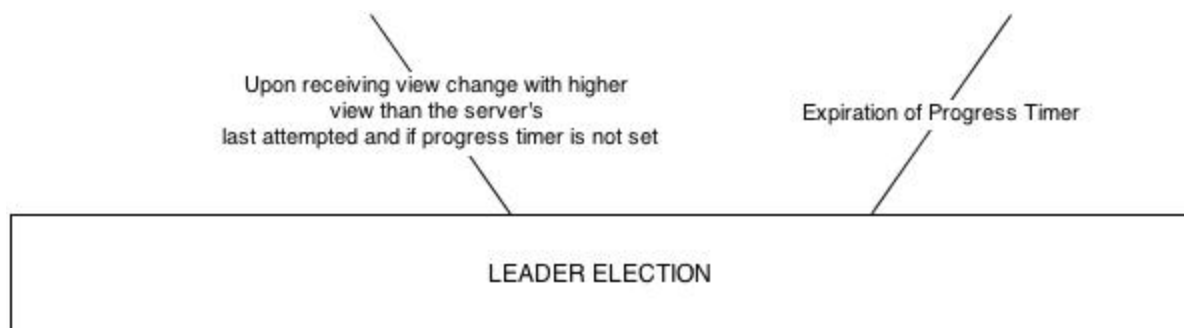 Upon receiving view change with higher
view than the server's
last attempted and if progress timer is not set
Expiration of Progress Timer
LEADER ELECTION